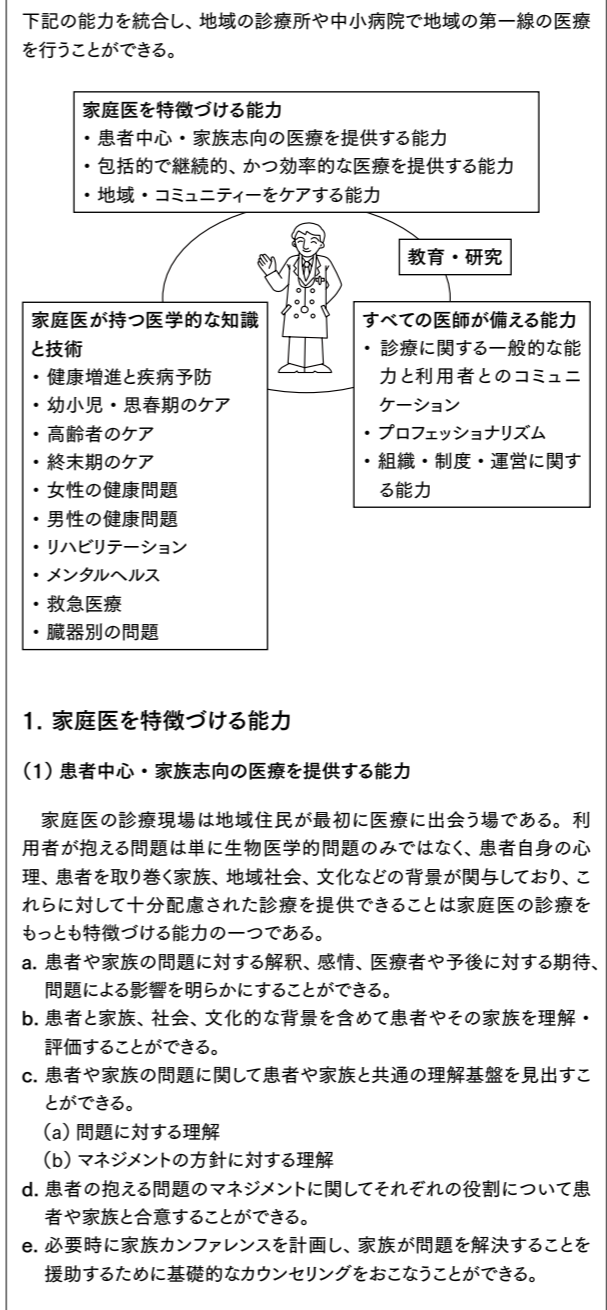 下記の能力を統合し、地域の診療所や中小病院で地域の第一線の医療
を行うことができる。
家庭医を特徴づける能力
・患者中心・家族志向の医療を提供する能力
・包括的で継続的、かつ効率的な医療を提供する能力
・地域・コミュニティーをケアする能力
教育・研究
家庭医が持つ医学的な知識
と技術
・健康増進と疾病予防
・幼小児・思春期のケア
・高齢者のケア
・終末期のケア
・女性の健康問題
・男性の健康問題
・リハビリテーション
・メンタルヘルス
・救急医療
・臓器別の問題
すべての医師が備える能力
・診療に関する一般的な能
力と利用者とのコミュニ
ケーション
・プロフェッショナリズム
・組織・制度・運営に関す
る能力
1. 家庭医を特徴づける能力
（1）患者中心・家族志向の医療を提供する能力
家庭医の診療現場は地域住民が最初に医療に出会う場である。利
用者が抱える問題は単に生物医学的問題のみではなく、患者自身の心
理、患者を取り巻く家族、地域社会、文化などの背景が関与しており、こ
れらに対して十分配慮された診療を提供できることは家庭医の診療を
もっとも特徴づける能力の一つである。
a. 患者や家族の問題に対する解釈、感情、医療者や予後に対する期待、
問題による影響を明らかにすることができる。
b. 患者と家族、社会、文化的な背景を含めて患者やその家族を理解・
評価することができる。
c. 患者や家族の問題に関して患者や家族と共通の理解基盤を見出すこ
とができる。
（a）問題に対する理解
（b）マネジメントの方針に対する理解
d. 患者の抱える問題のマネジメントに関してそれぞれの役割について患
者や家族と合意することができる。
e. 必要時に家族カンファレンスを計画し、家族が問題を解決することを
援助するために基礎的なカウンセリングをおこなうことができる。